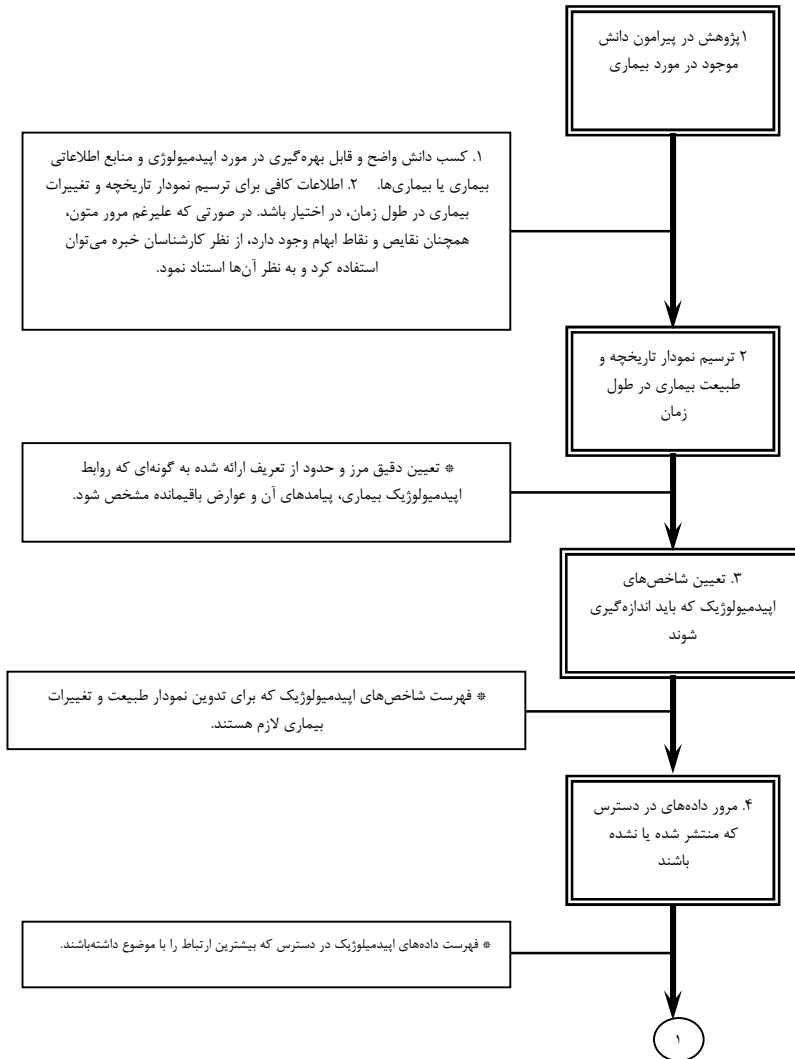 ۱پژوهش در پیرامون دانش
موجود در مورد بیماری
۱. کسب دانش واضح و قابل بهره‌گیری در مورد اپیدمیولوژی و منابع اطلاعاتی
بیماری یا بیماری‌ها. ۲. اطلاعات کافی برای ترسیم نمودار تاریخچه و تغییرات
بیماری در طول زمان، در اختیار باشد. در صورتی که علیرغم مرور متون،
همچنان نقایص و نقاط ابهام وجود دارد، از نظر کارشناسان خبره می‌توان
استفاده کرد و به نظر آن‌ها استناد نمود.
۲ ترسیم نمودار تاریخچه و
طبیعت بیماری در طول
زمان
* تعیین دقیق مرز و حدود از تعریف ارائه شده به گونه‌ای که روابط
اپیدمیولوژیک بیماری، پیامدهای آن و عوارض باقیمانده مشخص شود.
۳. تعیین شاخص‌های
اپیدمیولوژیک که باید اندازه‌گیری
شوند
* فهرست شاخص‌های اپیدمیولوژیک که برای تدوین نمودار طبیعت و تغییرات
بیماری لازم هستند.
۴. مرور داده‌های در دسترس
که منتشر شده یا نشده
باشند
* فهرست داده‌های اپیدمیلوژیک در دسترس که بیشترین ارتباط را با موضوع داشته‌باشند.
۱